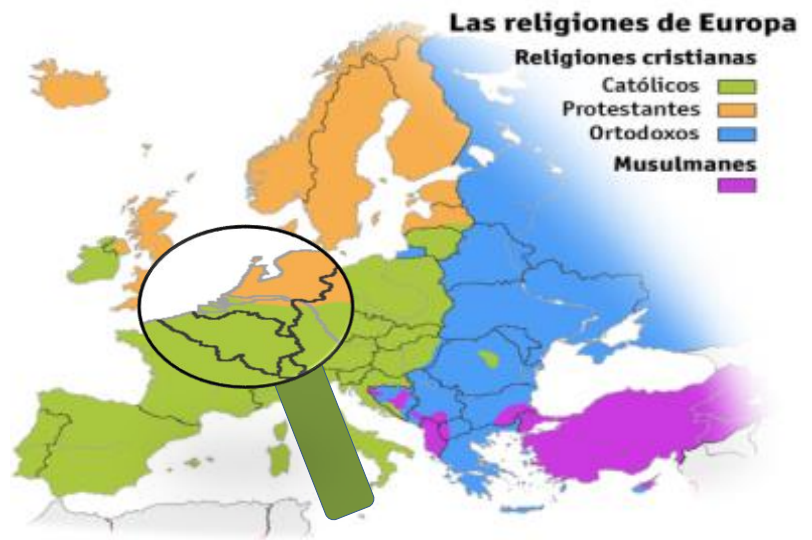 Las religiones de Europa
Religiones cristianas
Católicos
Protestantes
Ortodoxos
Musulmanes